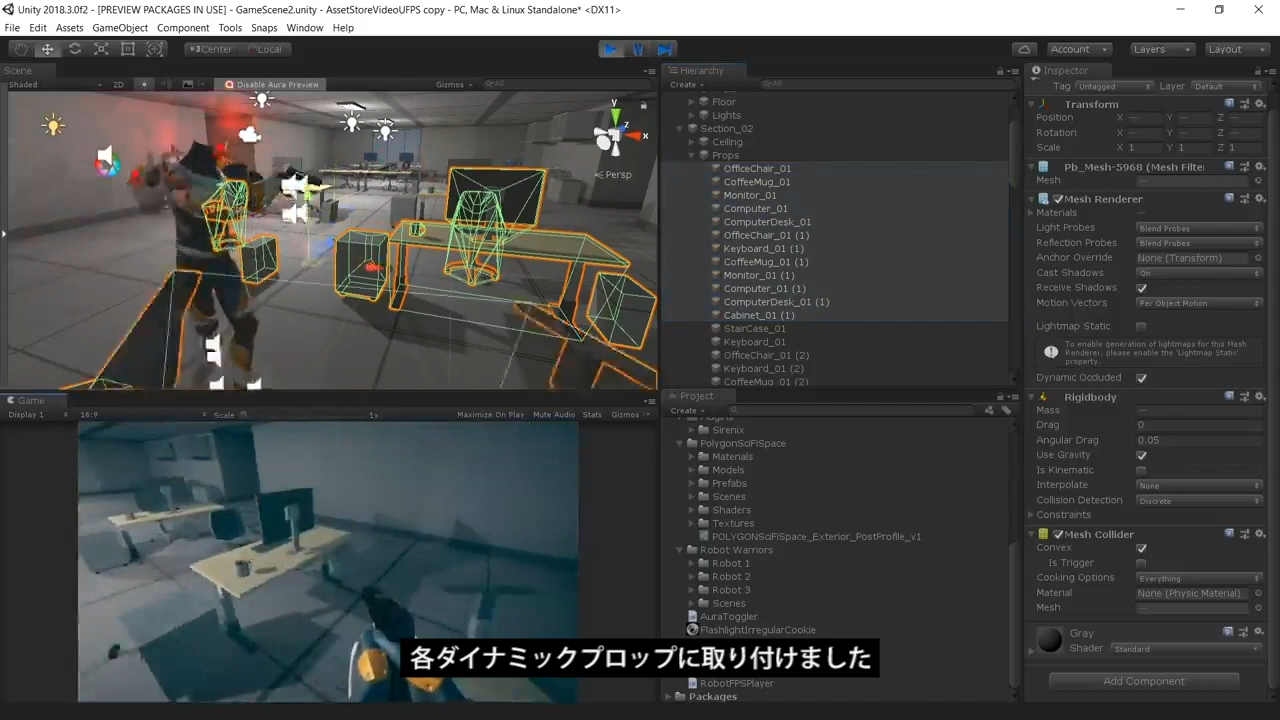 Unity 2018.3.0f2 - [PREVIEW PACKAGES IN USE] - GameScene2.unity - AssetStoreVideoUFPS copy - PC, Mac & Linux Standalone* <DX11>
File Edit Assets GameObject Component Tools Snaps Window Help
Center Local
Account Layers Layout
Scene
Shaded 2D Disable Aura Preview Gizmos All
y
z
x
Persp
Game
Display 1 16:9 Scale 1x Maximize On Play Mute Audio Stats Gizmos
Hierarchy
Create All
Floor
Lights
Section_02
Ceiling
Props
OfficeChair_01
CoffeeMug_01
Monitor_01
Computer_01
ComputerDesk_01
OfficeChair_01 (1)
Keyboard_01 (1)
CoffeeMug_01 (1)
Monitor_01 (1)
Computer_01 (1)
ComputerDesk_01 (1)
Cabinet_01 (1)
StairCase_01
Keyboard_01
OfficeChair_01 (2)
Keyboard_01 (2)
CoffeeMug_01 (2)
Project
Create
Plugins
Sirenix
PolygonSciFiSpace
Materials
Models
Prefabs
Scenes
Shaders
Textures
POLYGONSciFiSpace_Exterior_PostProfile_v1
Robot Warriors
Robot 1
Robot 2
Robot 3
Scenes
AuraToggler
FlashlightIrregularCookie
RobotFPSPlayer
Packages
Inspector
Tag Untagged Layer Default
Transform
Position X — Y — Z —
Rotation X — Y — Z —
Scale X 1 Y 1 Z 1
Pb_Mesh-5968 (Mesh Filter
Mesh —
Mesh Renderer
Materials —
Light Probes Blend Probes
Reflection Probes Blend Probes
Anchor Override None (Transform)
Cast Shadows On
Receive Shadows
Motion Vectors Per Object Motion
Lightmap Static
To enable generation of lightmaps for this Mesh
Renderer, please enable the 'Lightmap Static'
property.
Dynamic Occluded
Rigidbody
Mass —
Drag 0
Angular Drag 0.05
Use Gravity
Is Kinematic
Interpolate None
Collision Detection Discrete
Constraints
Mesh Collider
Convex
Is Trigger
Cooking Options Everything
Material None (Physic Material)
Mesh —
Gray
Shader Standard
Add Component
各ダイナミックプロップに取り付けました